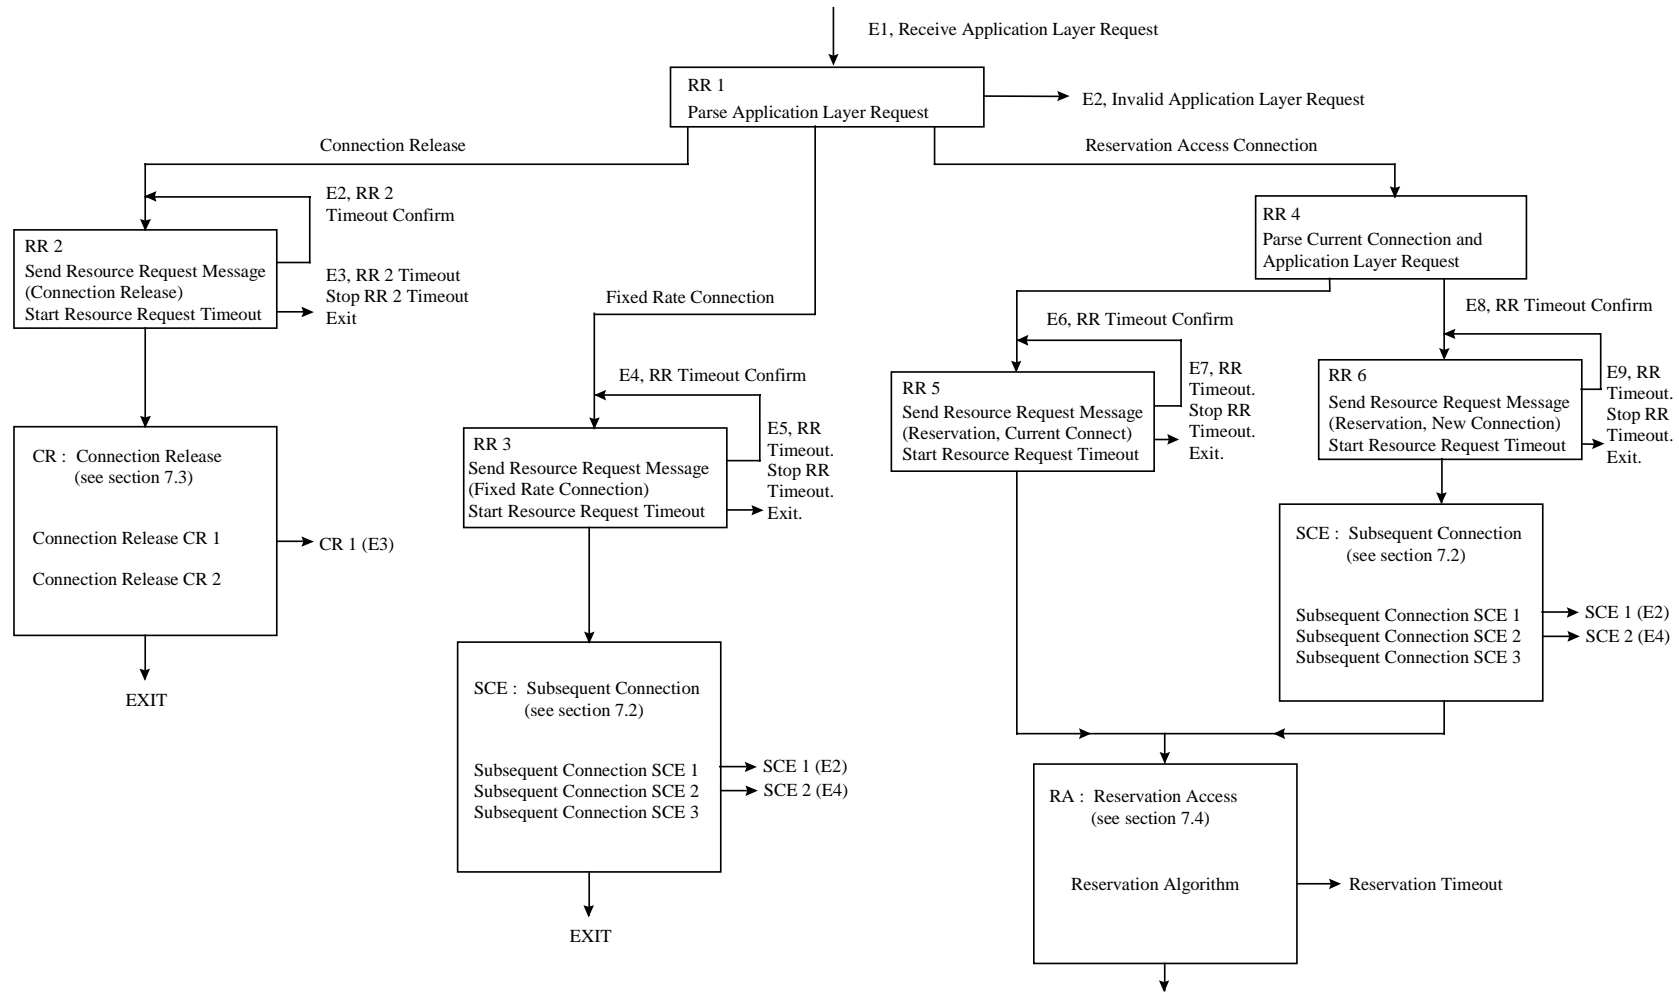 E1, Receive Application Layer Request
RR 1
Parse Application Layer Request
E2, Invalid Application Layer Request
Connection Release
Reservation Access Connection
E2, RR 2
Timeout Confirm
RR 2
Send Resource Request Message
(Connection Release)
Start Resource Request Timeout
E3, RR 2 Timeout
Stop RR 2 Timeout
Exit
Fixed Rate Connection
RR 4
Parse Current Connection and
Application Layer Request
E6, RR Timeout Confirm
E8, RR Timeout Confirm
E4, RR Timeout Confirm
RR 5
Send Resource Request Message
(Reservation, Current Connect)
Start Resource Request Timeout
E7, RR
Timeout.
Stop RR
Timeout.
Exit.
RR 6
Send Resource Request Message
(Reservation, New Connection)
Start Resource Request Timeout
E9, RR
Timeout.
Stop RR
Timeout.
Exit.
RR 3
Send Resource Request Message
(Fixed Rate Connection)
Start Resource Request Timeout
E5, RR
Timeout.
Stop RR
Timeout.
Exit.
CR : Connection Release
(see section 7.3)
Connection Release CR 1
Connection Release CR 2
CR 1 (E3)
EXIT
SCE : Subsequent Connection
(see section 7.2)
Subsequent Connection SCE 1
Subsequent Connection SCE 2
Subsequent Connection SCE 3
SCE 1 (E2)
SCE 2 (E4)
SCE : Subsequent Connection
(see section 7.2)
Subsequent Connection SCE 1
Subsequent Connection SCE 2
Subsequent Connection SCE 3
SCE 1 (E2)
SCE 2 (E4)
EXIT
RA : Reservation Access
(see section 7.4)
Reservation Algorithm
Reservation Timeout